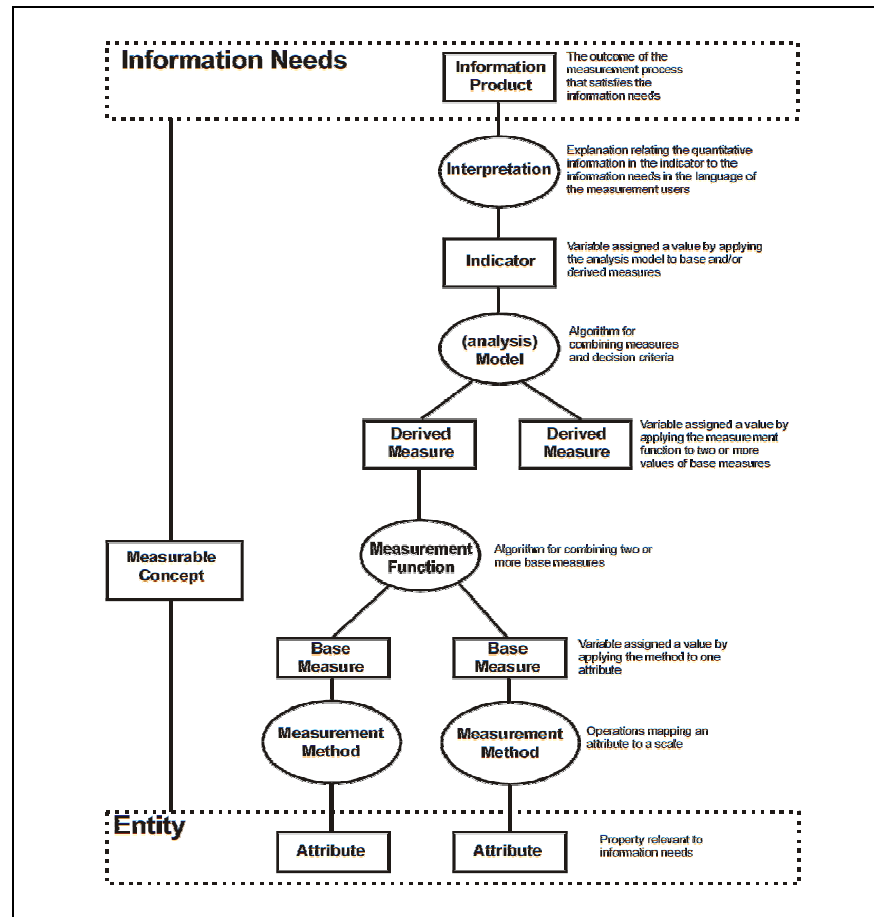 Information Needs
Information
Product
The outcome of the
measurement process
that satisfies the
information needs
Interpretation
Explanation relating the quantitative
information in the indicator to the
information needs in the language of
the measurement users
Indicator
Variable assigned a value by applying
the analysis model to base and/or
derived measures
(analysis)
Model
Algorithm for
combining measures
and decision criteria
Derived
Measure
Derived
Measure
Variable assigned a value by
applying the measurement
function to two or more
values of base measures
Measurement
Function
Algorithm for combining two or
more base measures
Measurable
Concept
Base
Measure
Base
Measure
Variable assigned a value by
applying the method to one
attribute
Measurement
Method
Measurement
Method
Operations mapping an
attribute to a scale
Entity
Attribute
Attribute
Property relevant to
information needs